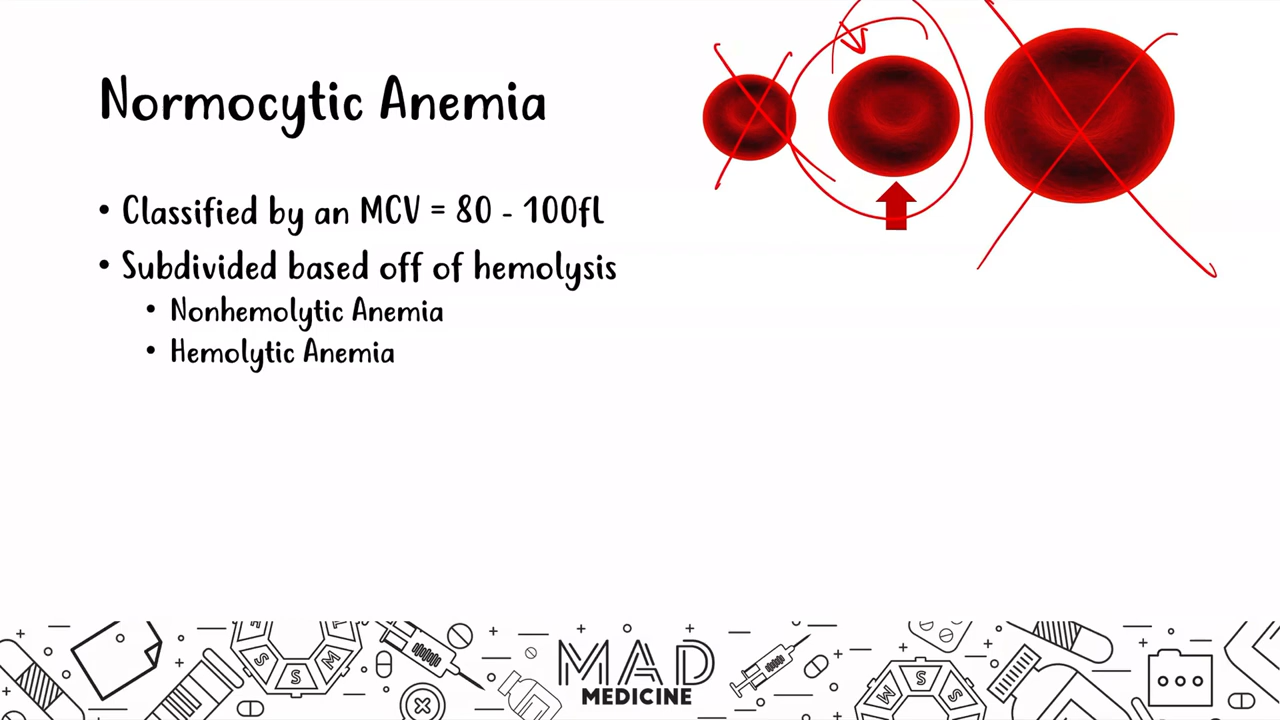 Normocytic Anemia
• Classified by an MCV = 80 - 100fL
• Subdivided based off of hemolysis
• Nonhemolytic Anemia
• Hemolytic Anemia
S
S
M
M
S
S
MAD
MEDICINE